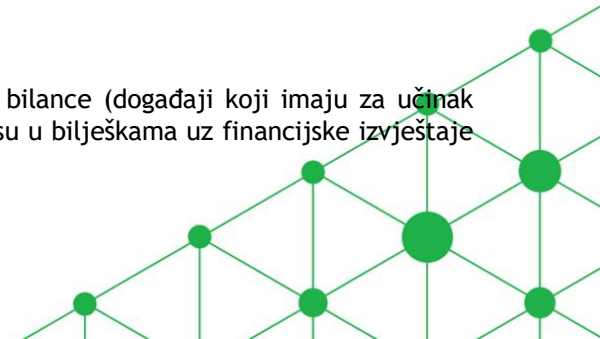 bilance (događaji koji imaju za učinak
su u bilješkama uz financijske izvještaje